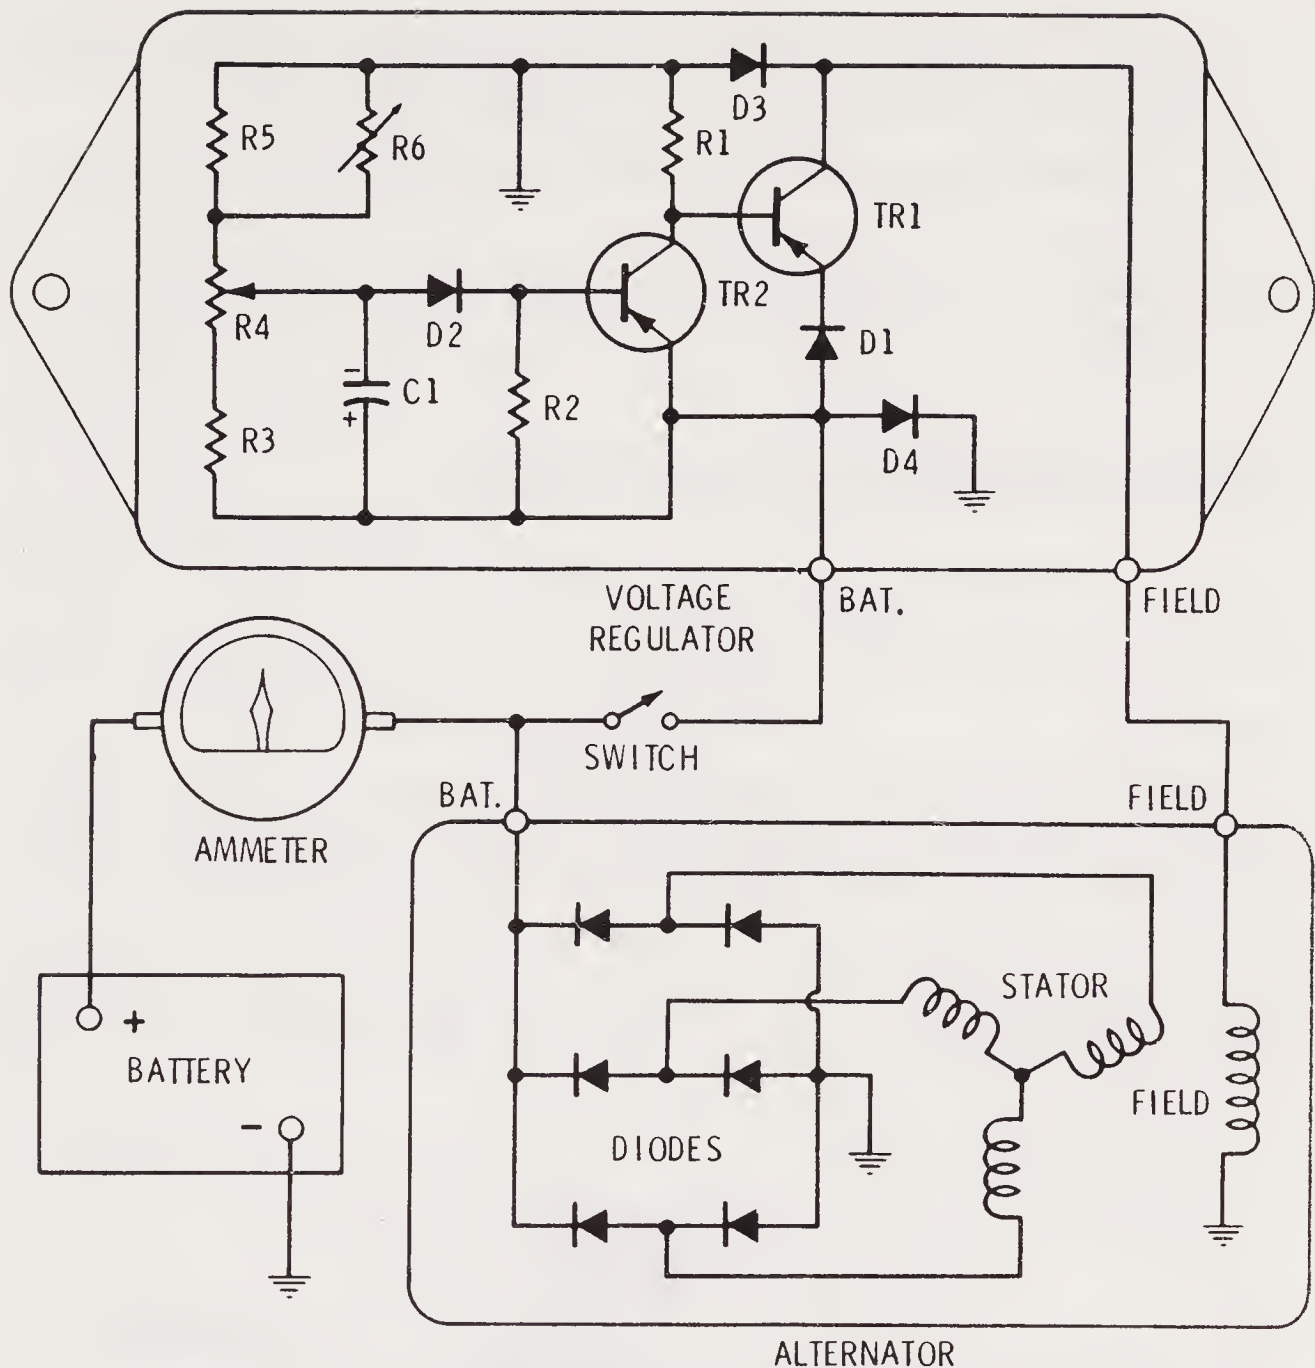 D3
R5
R6
R1
TR1
TR2
R4
D2
D1
-
C1
+
R2
R3
D4
VOLTAGE
REGULATOR
BAT.
FIELD
SWITCH
BAT.
FIELD
AMMETER
STATOR
+
BATTERY
-
FIELD
DIODES
ALTERNATOR